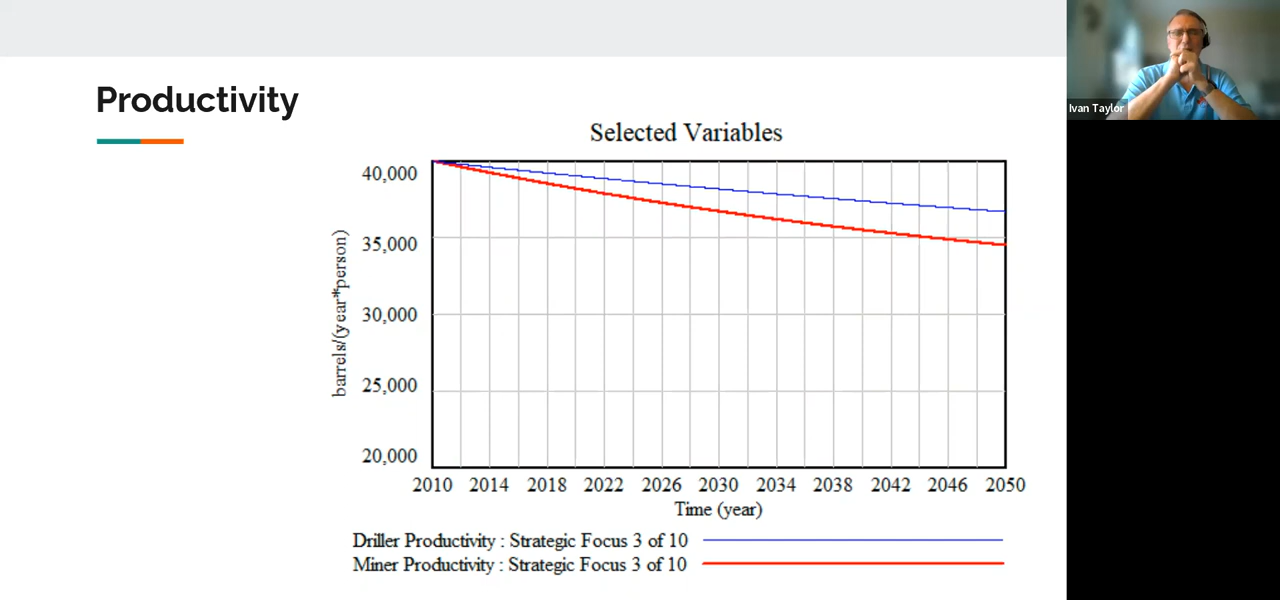 Productivity
Ivan Taylor
Selected Variables
40,000
35,000
30,000
25,000
20,000
barrels/(year*person)
2010 2014 2018 2022 2026 2030 2034 2038 2042 2046 2050
Time (year)
Driller Productivity : Strategic Focus 3 of 10
Miner Productivity : Strategic Focus 3 of 10